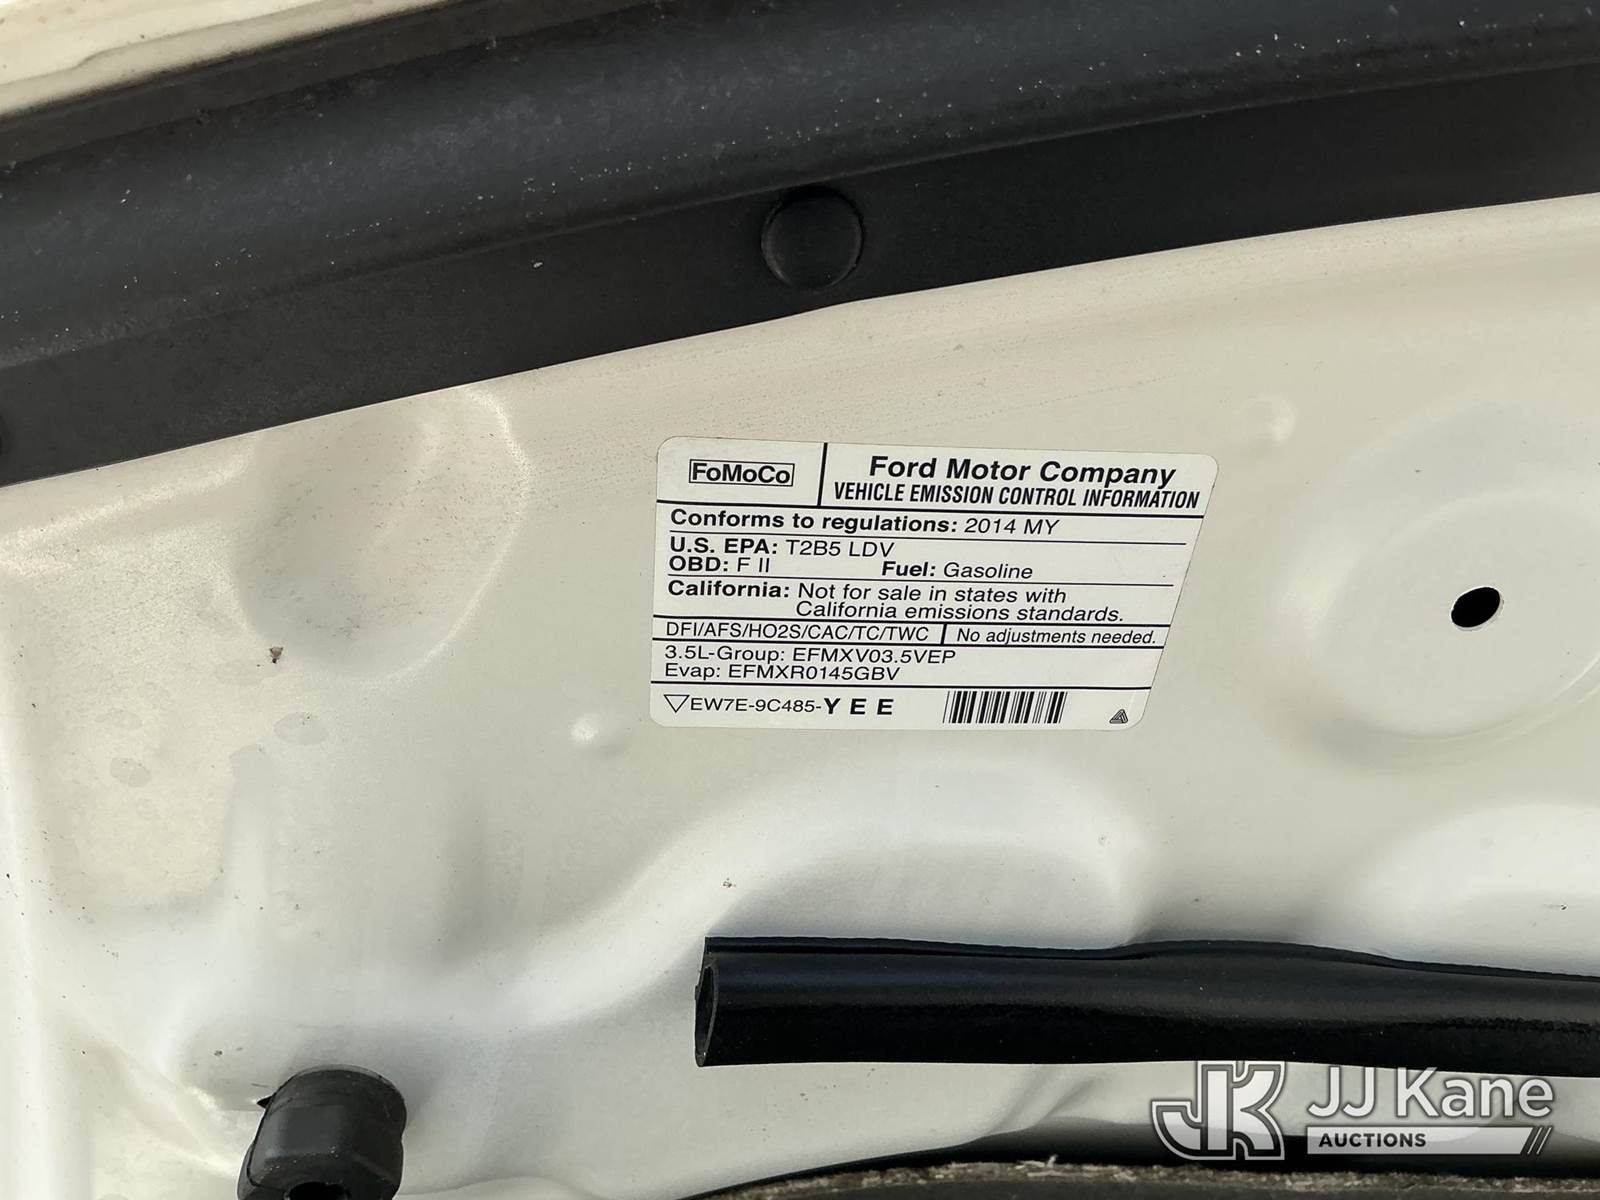 FoMoCo
Ford Motor Company
VEHICLE EMISSION CONTROL INFORMATION
Conforms to regulations: 2014 MY
U.S. EPA: T2B5 LDV
OBD: F II Fuel: Gasoline
California: Not for sale in states with
California emissions standards.
DFI/AFS/HO2S/CAC/TC/TWC No adjustments needed.
3.5L-Group: EFMXV03.5VEP
Evap: EFMXR0145GBV
EW7E-9C485-YEE
JK JJ Kane
AUCTIONS